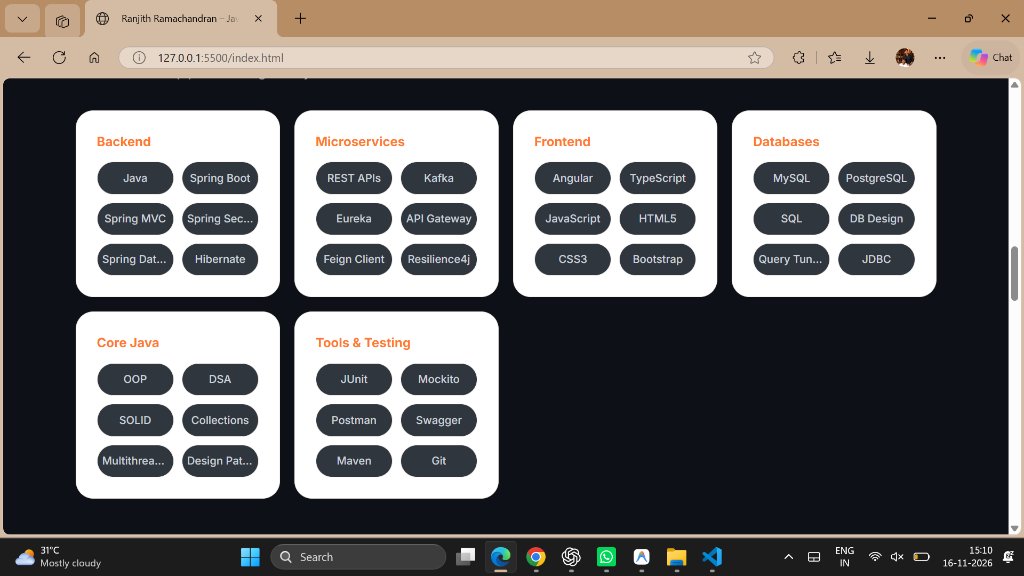 Ranjith Ramachandran – Jav
127.0.0.1:5500/index.html
Chat
Backend
Java
Spring Boot
Spring MVC
Spring Sec...
Spring Dat...
Hibernate
Microservices
REST APIs
Kafka
Eureka
API Gateway
Feign Client
Resilience4j
Frontend
Angular
TypeScript
JavaScript
HTML5
CSS3
Bootstrap
Databases
MySQL
PostgreSQL
SQL
DB Design
Query Tun...
JDBC
Core Java
OOP
DSA
SOLID
Collections
Multithrea...
Design Pat...
Tools & Testing
JUnit
Mockito
Postman
Swagger
Maven
Git
31°C
Mostly cloudy
Search
ENG
IN
15:10
16-11-2026